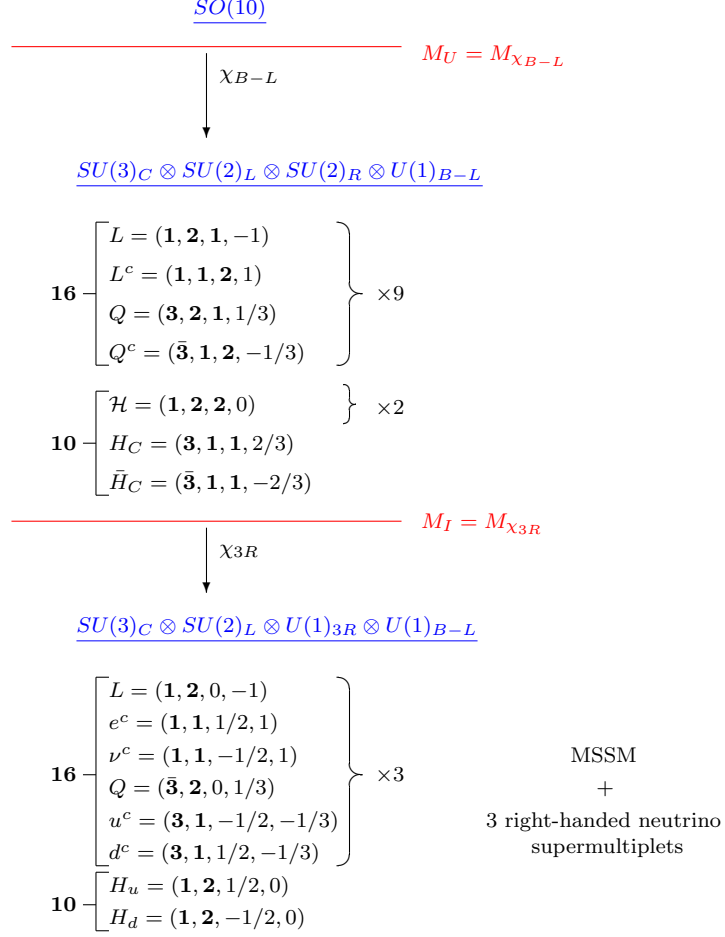 SO(10)
M_U = M_{χ_{B−L}}
χ_{B−L}
SU(3)_C ⊗ SU(2)_L ⊗ SU(2)_R ⊗ U(1)_{B−L}
L = (1, 2, 1, −1)
L^c = (1, 1, 2, 1)
16
×9
Q = (3, 2, 1, 1/3)
Q^c = (3̄, 1, 2, −1/3)
ℋ = (1, 2, 2, 0)
×2
10
H_C = (3, 1, 1, 2/3)
H̄_C = (3̄, 1, 1, −2/3)
M_I = M_{χ_{3R}}
χ_{3R}
SU(3)_C ⊗ SU(2)_L ⊗ U(1)_{3R} ⊗ U(1)_{B−L}
L = (1, 2, 0, −1)
e^c = (1, 1, 1/2, 1)
ν^c = (1, 1, −1/2, 1)
16
×3
Q = (3̄, 2, 0, 1/3)
u^c = (3, 1, −1/2, −1/3)
d^c = (3, 1, 1/2, −1/3)
MSSM
+
3 right-handed neutrino
supermultiplets
10
H_u = (1, 2, 1/2, 0)
H_d = (1, 2, −1/2, 0)